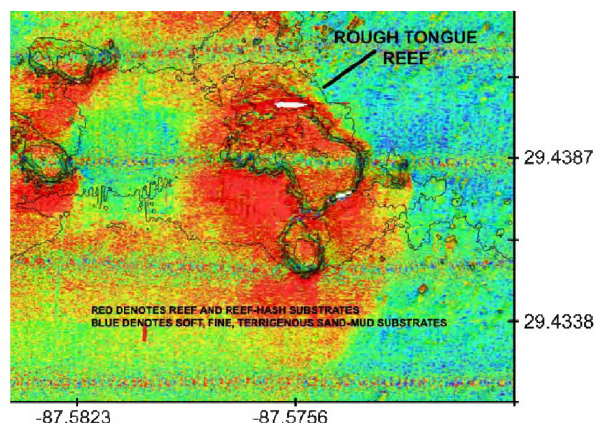 ROUGH TONGUE
REEF
29.4387
RED DENOTES REEF AND REEF-HASH SUBSTRATES
BLUE DENOTES SOFT, FINE, TERRIGENOUS SAND-MUD SUBSTRATES
29.4338
-87.5823
-87.5756